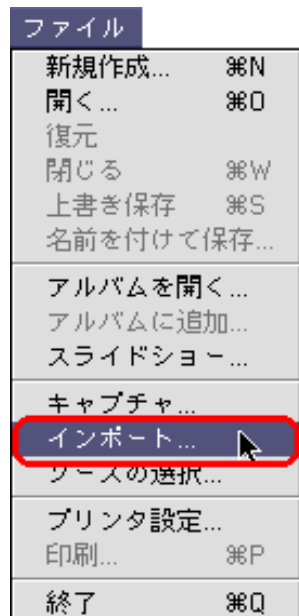 ファイル
新規作成... ⌘N
開く... ⌘O
復元
閉じる ⌘W
上書き保存 ⌘S
名前を付けて保存...
アルバムを開く...
アルバムに追加...
スライドショー...
キャプチャ...
インポート...
ソースの選択...
プリンタ設定...
印刷... ⌘P
終了 ⌘Q